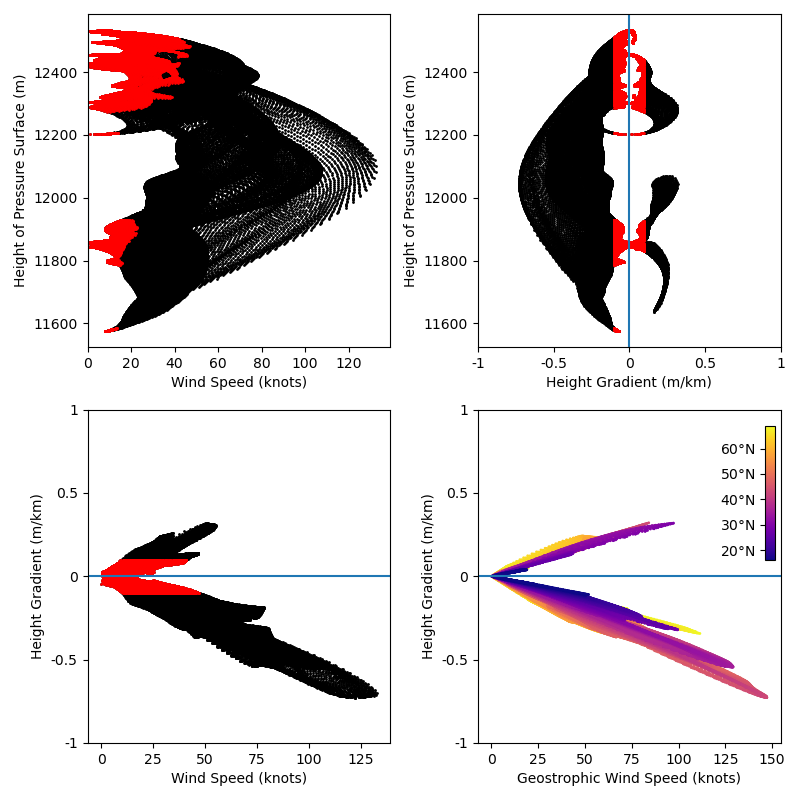 Height of Pressure Surface (m)
12400
12200
12000
11800
11600
0 20 40 60 80 100 120
Wind Speed (knots)
Height of Pressure Surface (m)
12400
12200
12000
11800
11600
-1 -0.5 0 0.5 1
Height Gradient (m/km)
Height Gradient (m/km)
1
0.5
0
-0.5
-1
0 25 50 75 100 125
Wind Speed (knots)
Height Gradient (m/km)
1
0.5
0
-0.5
-1
60°N
50°N
40°N
30°N
20°N
0 25 50 75 100 125 150
Geostrophic Wind Speed (knots)